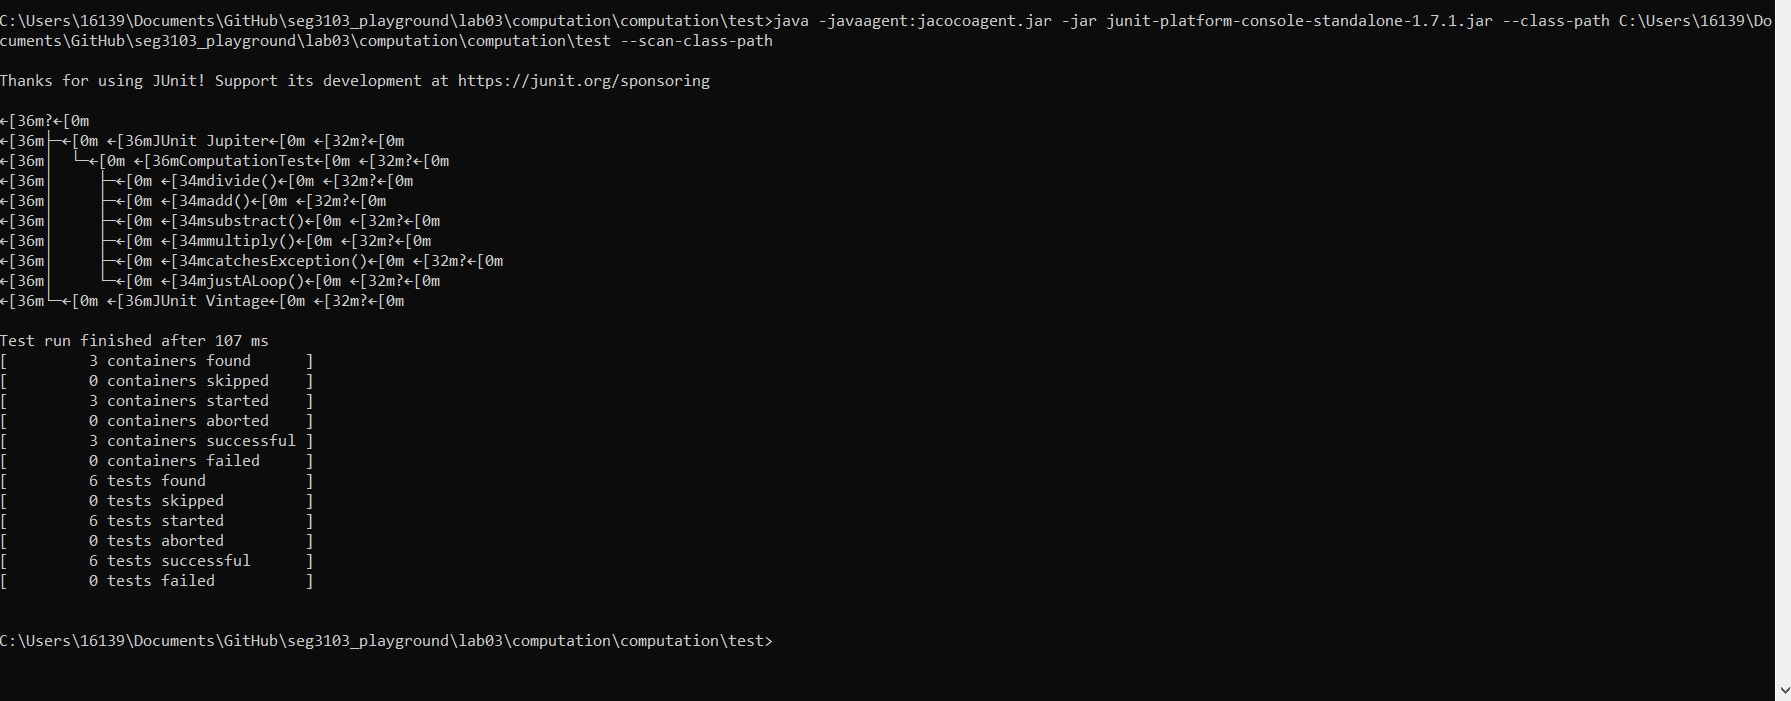 C:\Users\16139\Documents\GitHub\seg3103_playground\lab03\computation\computation\test>java -javaagent:jacocoagent.jar -jar junit-platform-console-standalone-1.7.1.jar --class-path C:\Users\16139\Do
cuments\GitHub\seg3103_playground\lab03\computation\computation\test --scan-class-path

Thanks for using JUnit! Support its development at https://junit.org/sponsoring

←[36m?←[0m
←[36m├─←[0m ←[36mJUnit Jupiter←[0m ←[32m?←[0m
←[36m│  └─←[0m ←[36mComputationTest←[0m ←[32m?←[0m
←[36m│     ├─←[0m ←[34mdivide()←[0m ←[32m?←[0m
←[36m│     ├─←[0m ←[34madd()←[0m ←[32m?←[0m
←[36m│     ├─←[0m ←[34msubstract()←[0m ←[32m?←[0m
←[36m│     ├─←[0m ←[34mmultiply()←[0m ←[32m?←[0m
←[36m│     ├─←[0m ←[34mcatchesException()←[0m ←[32m?←[0m
←[36m│     └─←[0m ←[34mjustALoop()←[0m ←[32m?←[0m
←[36m└─←[0m ←[36mJUnit Vintage←[0m ←[32m?←[0m

Test run finished after 107 ms
[         3 containers found      ]
[         0 containers skipped    ]
[         3 containers started    ]
[         0 containers aborted    ]
[         3 containers successful ]
[         0 containers failed     ]
[         6 tests found           ]
[         0 tests skipped         ]
[         6 tests started         ]
[         0 tests aborted         ]
[         6 tests successful      ]
[         0 tests failed          ]

C:\Users\16139\Documents\GitHub\seg3103_playground\lab03\computation\computation\test>